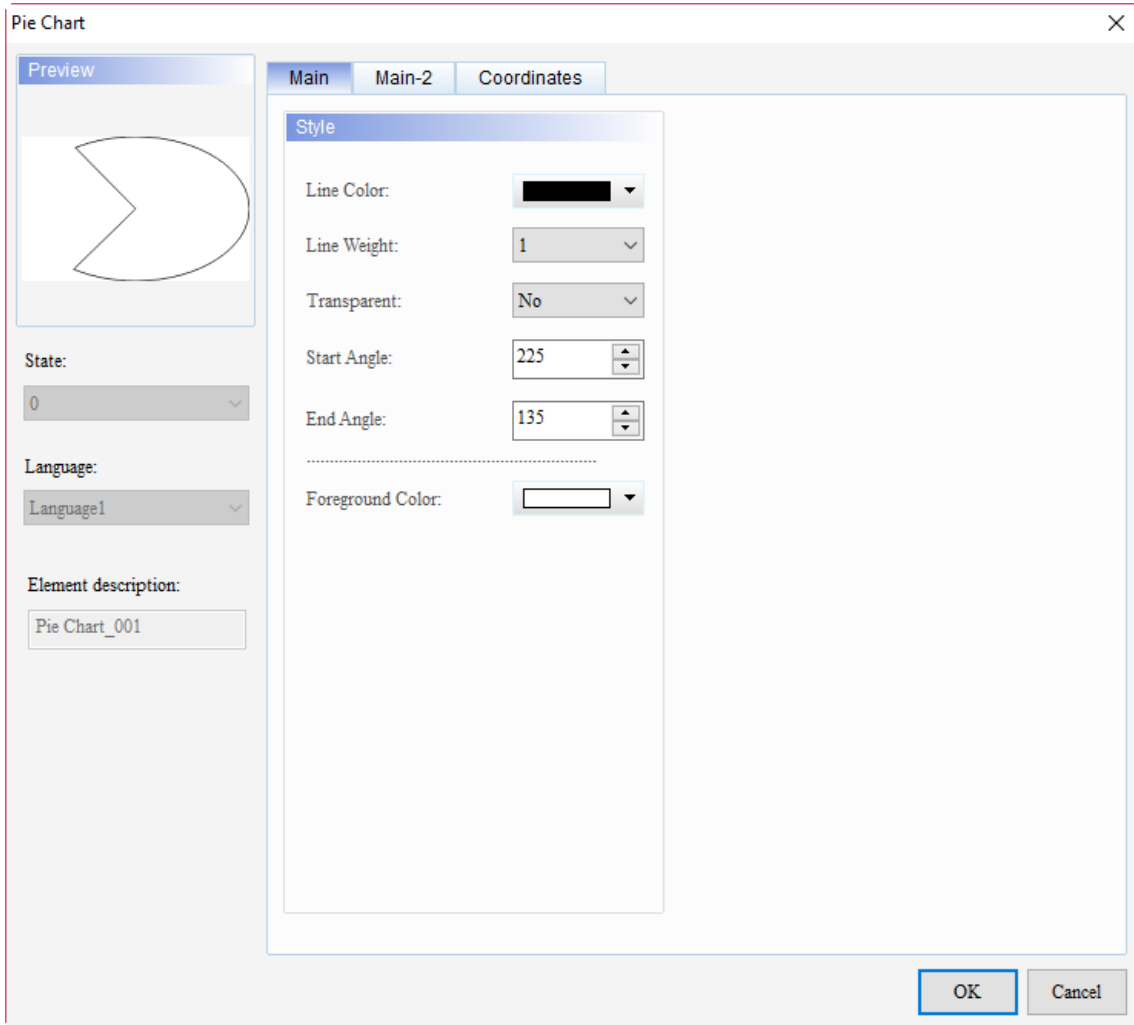 Pie Chart
Preview
Main Main-2 Coordinates
Style
Line Color:
Line Weight: 1
Transparent: No
Start Angle: 225
End Angle: 135
Foreground Color:
State:
0
Language:
Language1
Element description:
Pie Chart_001
OK Cancel